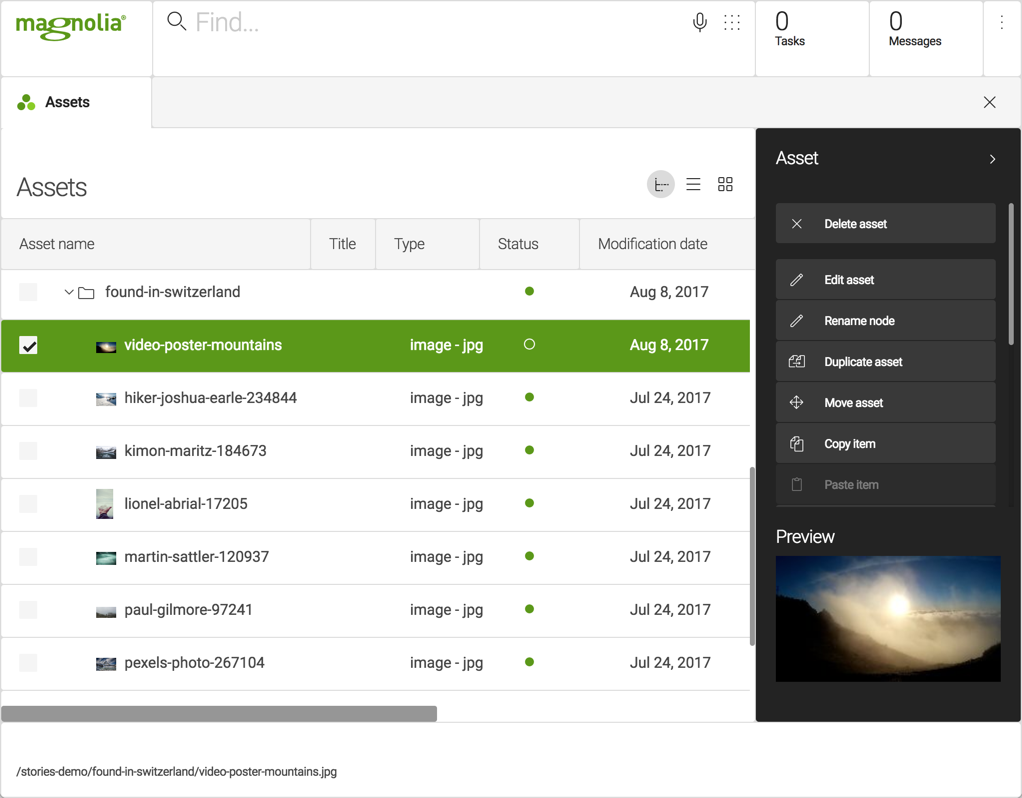 magnolia®
Find...
0
Tasks
0
Messages
Assets
Assets
Asset name Title Type Status Modification date
found-in-switzerland Aug 8, 2017
video-poster-mountains image - jpg Aug 8, 2017
hiker-joshua-earle-234844 image - jpg Jul 24, 2017
kimon-maritz-184673 image - jpg Jul 24, 2017
lionel-abrial-17205 image - jpg Jul 24, 2017
martin-sattler-120937 image - jpg Jul 24, 2017
paul-gilmore-97241 image - jpg Jul 24, 2017
pexels-photo-267104 image - jpg Jul 24, 2017
Asset
Delete asset
Edit asset
Rename node
Duplicate asset
Move asset
Copy item
Paste item
Preview
/stories-demo/found-in-switzerland/video-poster-mountains.jpg